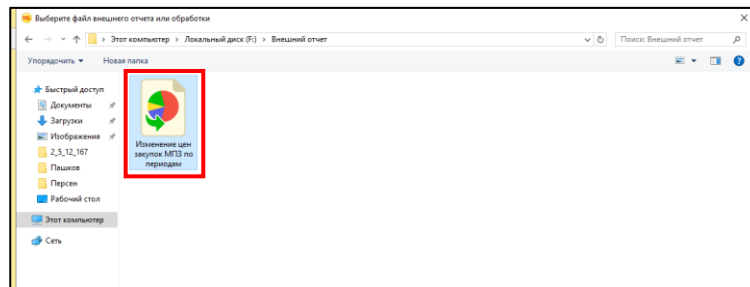 Выберите файл внешнего отчета или обработки
Этот компьютер > Локальный диск (F:) > Внешний отчет
Поиск: Внешний отчет
Упорядочить
Новая папка
Быстрый доступ
Документы
Загрузки
Изображения
2_5_12_167
Пашков
Персен
Рабочий стол
Этот компьютер
Сеть
Изменение цен
закупок МПЗ по
периодам